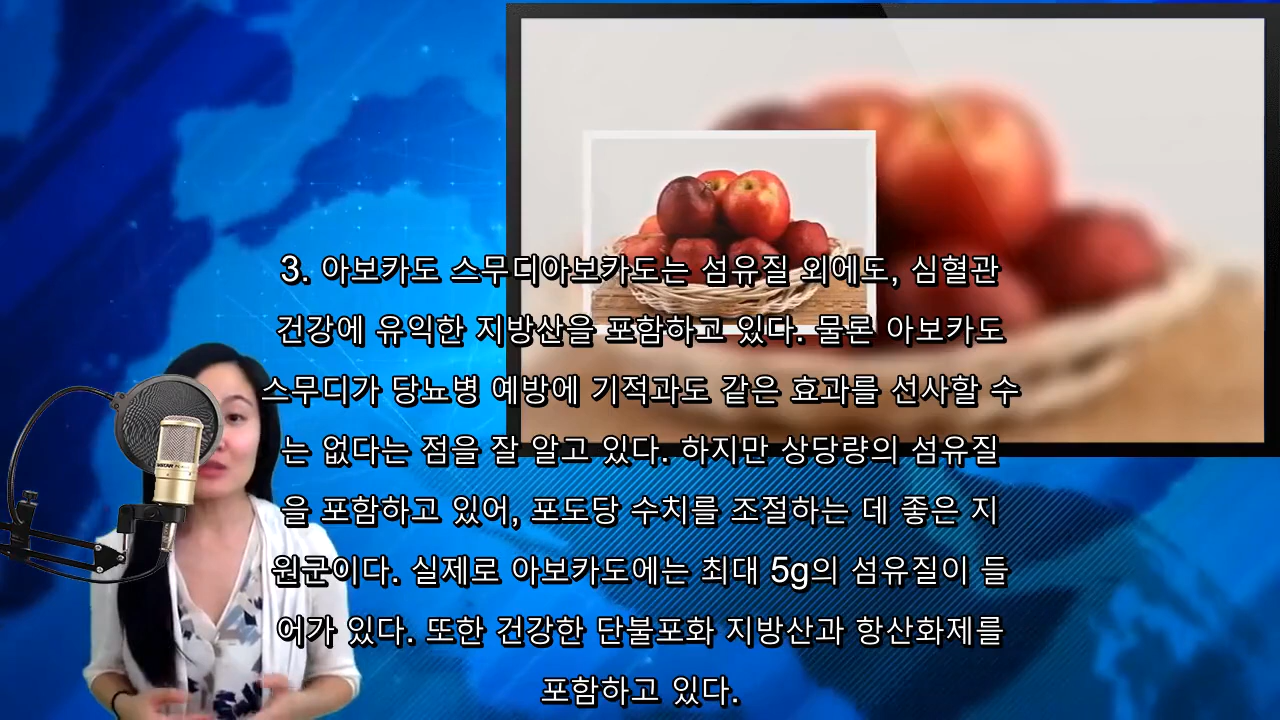 3. 아보카도 스무디아보카도는 섬유질 외에도, 심혈관
건강에 유익한 지방산을 포함하고 있다. 물론 아보카도
스무디가 당뇨병 예방에 기적과도 같은 효과를 선사할 수
는 없다는 점을 잘 알고 있다. 하지만 상당량의 섬유질
을 포함하고 있어, 포도당 수치를 조절하는 데 좋은 지
원군이다. 실제로 아보카도에는 최대 5g의 섬유질이 들
어가 있다. 또한 건강한 단불포화 지방산과 항산화제를
포함하고 있다.